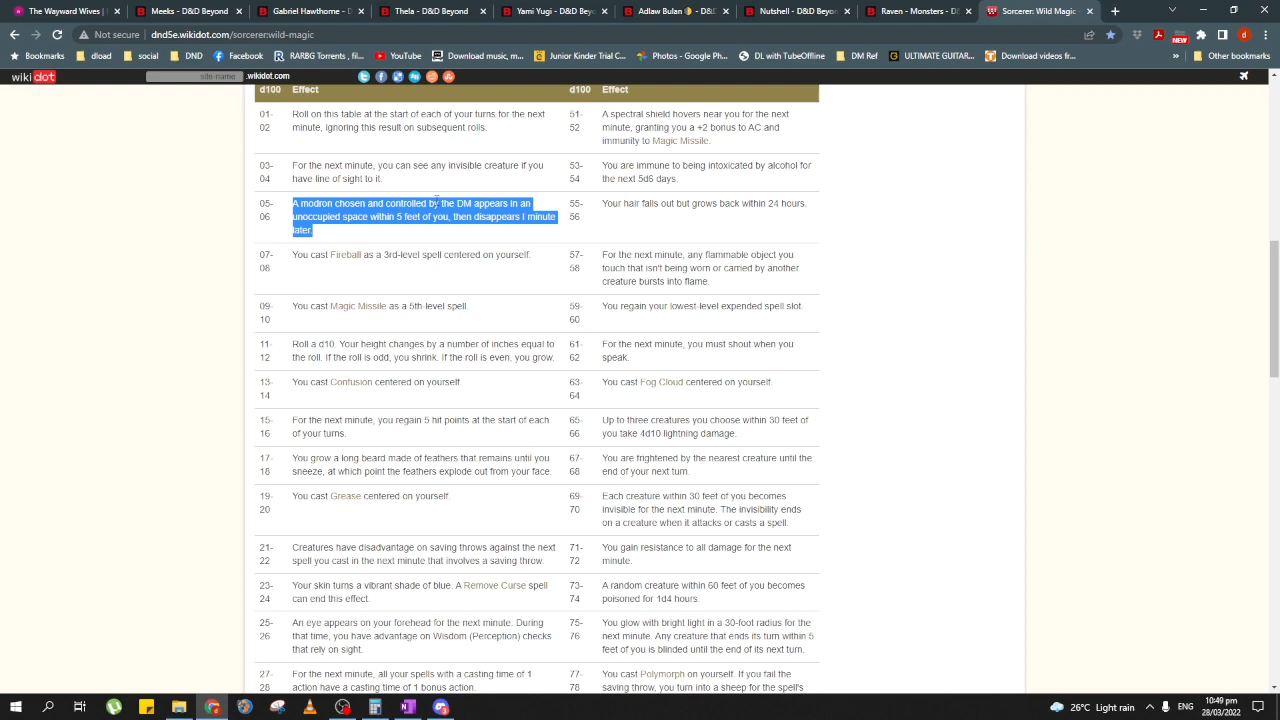 The Wayward Wives | H
Meeks - D&D Beyond
Gabriel Hawthorne - D
Thela - D&D Beyond
Yami Yugi - D&D Beyo
Adlaw Bulan
Nutshell - D&D Beyond
Raven - Monsters - D&
Sorcerer: Wild Magic -
Not secure
dnd5e.wikidot.com/sorcerer:wild-magic
NEW
Bookmarks
dload
social
DND
Facebook
RARBTG, E, filmi, fil...
YouTube
Download music, m...
Junior Kinder Trial C...
Photos - Google Ph...
DL with TubeOffline
DM Ref
ULTIMATE GUITAR...
Download videos fr...
»
Other bookmarks
wikidot
site-name
.wikidot.com
d100 Effect
d100 Effect
01-
02
Roll on this table at the start of each of your turns for the next
minute, ignoring this result on subsequent rolls.
51-
52
A spectral shield hovers near you for the next
minute, granting you a +2 bonus to AC and
immunity to Magic Missile.
03-
04
For the next minute, you can see any invisible creature if you
have line of sight to it.
53-
54
You are immune to being intoxicated by alcohol for
the next 5d6 days.
05-
06
A modron chosen and controlled by the DM appears in an
unoccupied space within 5 feet of you, then disappears I minute
later.
55-
56
Your hair falls out but grows back within 24 hours.
07-
08
You cast Fireball as a 3rd-level spell centered on yourself.
57-
58
For the next minute, any flammable object you
touch that isn't being worn or carried by another
creature bursts into flame.
09-
10
You cast Magic Missile as a 5th-level spell.
59-
60
You regain your lowest-level expended spell slot.
11-
12
Roll a d10. Your height changes by a number of inches equal to
the roll. If the roll is odd, you shrink. If the roll is even, you grow.
61-
62
For the next minute, you must shout when you
speak.
13-
14
You cast Confusion centered on yourself.
63-
64
You cast Fog Cloud centered on yourself.
15-
16
For the next minute, you regain 5 hit points at the start of each
of your turns.
65-
66
Up to three creatures you choose within 30 feet of
you take 4d10 lightning damage.
17-
18
You grow a long beard made of feathers that remains until you
sneeze, at which point the feathers explode out from your face.
67-
68
You are frightened by the nearest creature until the
end of your next turn.
19-
20
You cast Grease centered on yourself.
69-
70
Each creature within 30 feet of you becomes
invisible for the next minute. The invisibility ends
on a creature when it attacks or casts a spell.
21-
22
Creatures have disadvantage on saving throws against the next
spell you cast in the next minute that involves a saving throw.
71-
72
You gain resistance to all damage for the next
minute.
23-
24
Your skin turns a vibrant shade of blue. A Remove Curse spell
can end this effect.
73-
74
A random creature within 60 feet of you becomes
poisoned for 1d4 hours.
25-
26
An eye appears on your forehead for the next minute. During
that time, you have advantage on Wisdom (Perception) checks
that rely on sight.
75-
76
You glow with bright light in a 30-foot radius for the
next minute. Any creature that ends its turn within 5
feet of you is blinded until the end of its next turn.
27-
28
For the next minute, all your spells with a casting time of 1
action have a casting time of 1 bonus action.
77-
78
You cast Polymorph on yourself. If you fail the
saving throw, you turn into a sheep for the spell's
26°C Light rain
ENG
10:49 pm
28/03/2022